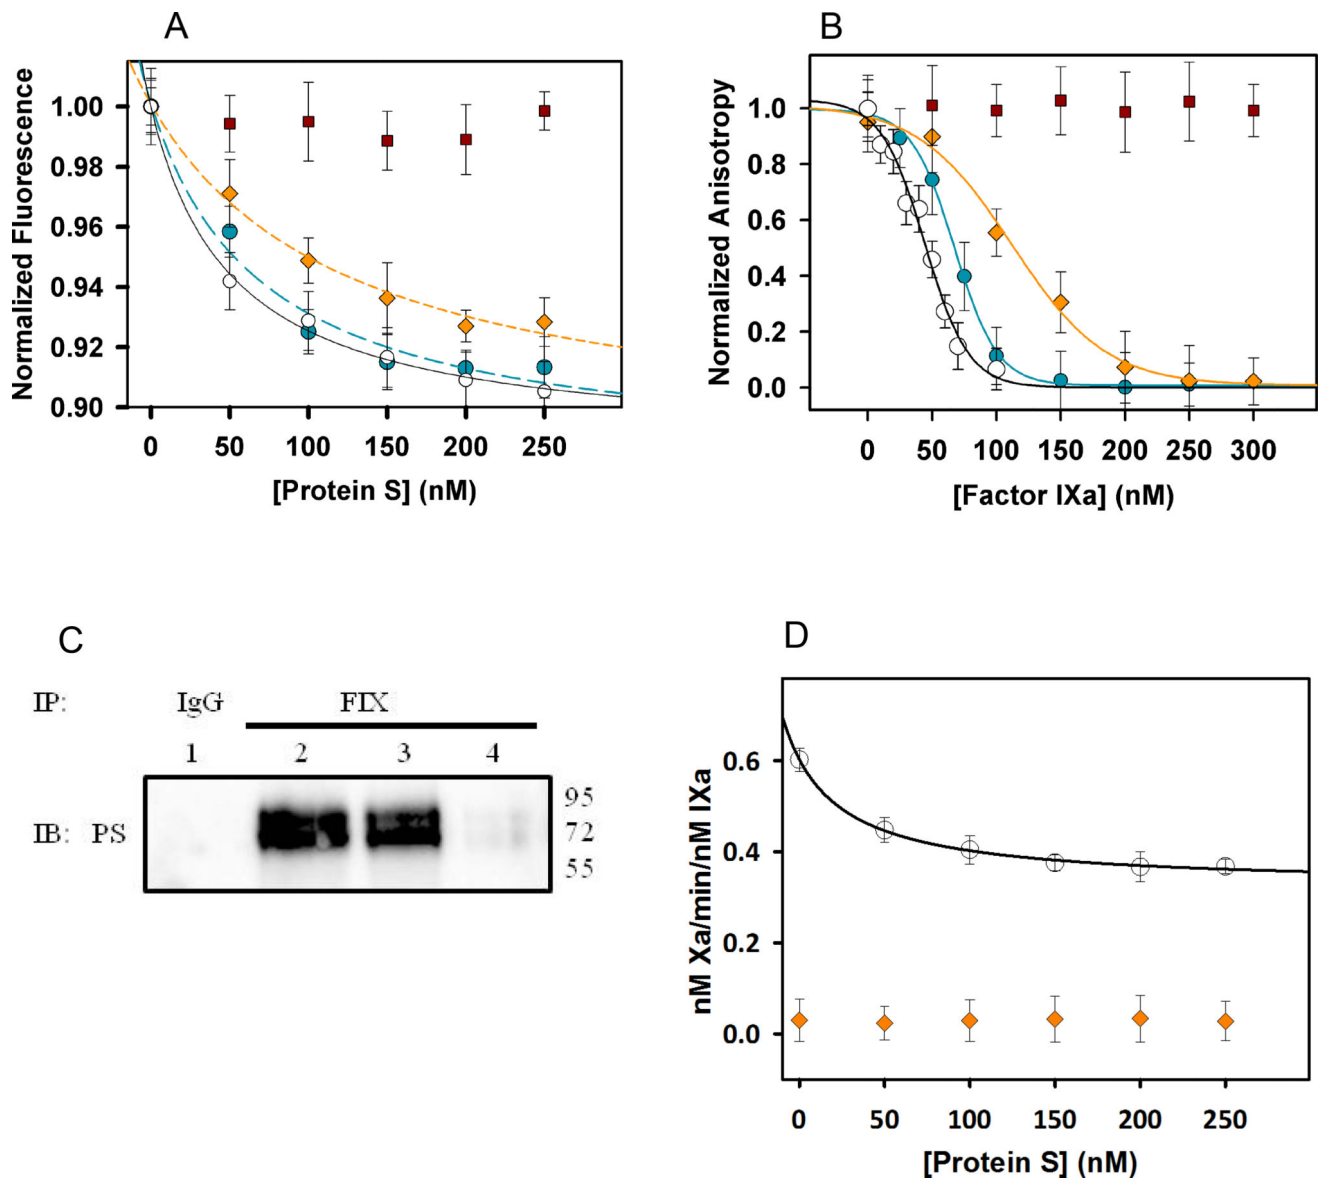 A
Normalized Fluorescence
1.00
0.98
0.96
0.94
0.92
0.90
0 50 100 150 200 250
[Protein S] (nM)
B
Normalized Anisotropy
1.0
0.8
0.6
0.4
0.2
0.0
0 50 100 150 200 250 300
[Factor IXa] (nM)
C
IP: IgG FIX
1 2 3 4
95
IB: PS 72
55
D
nM Xa/min/nM IXa
0.6
0.4
0.2
0.0
0 50 100 150 200 250
[Protein S] (nM)